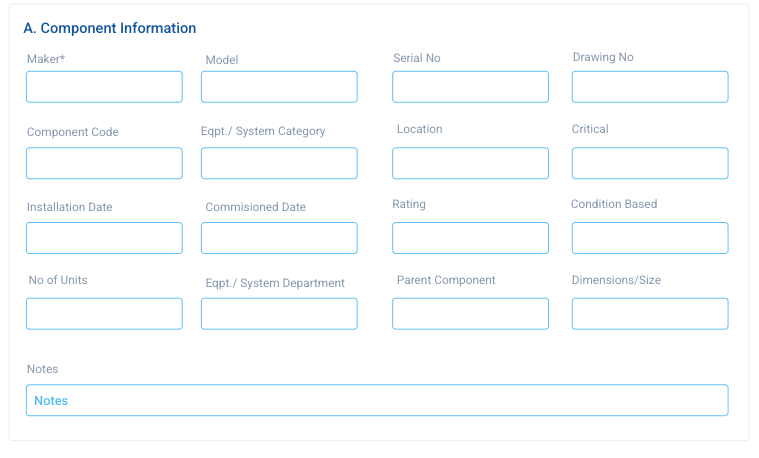 A. Component Information
Maker* Model Serial No Drawing No
Component Code Eqpt./ System Category Location Critical
Installation Date Commisioned Date Rating Condition Based
No of Units Eqpt./ System Department Parent Component Dimensions/Size
Notes
Notes